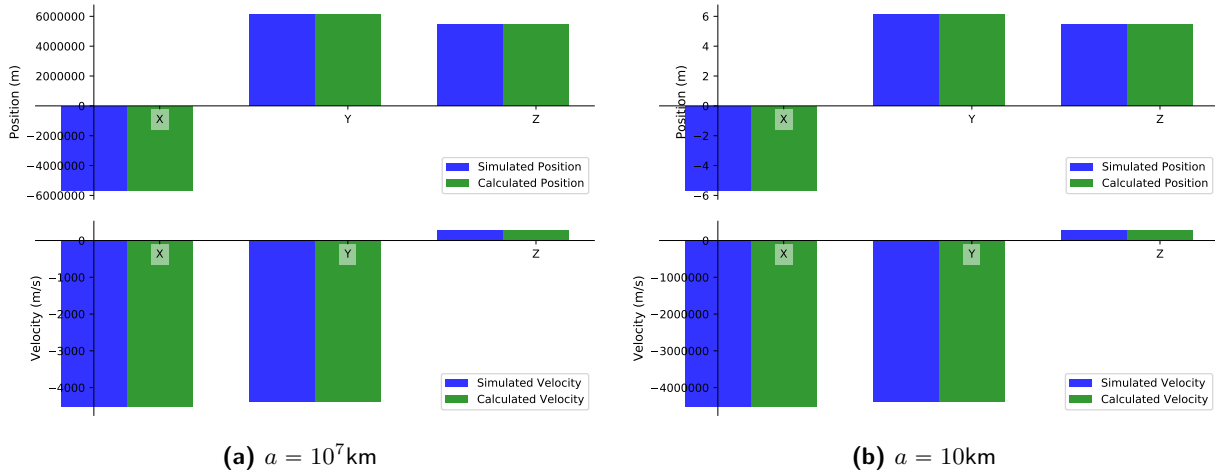 6000000
4000000
2000000
0
−2000000
−4000000
−6000000
Position (m)
X
Y
Z
Simulated Position
Calculated Position
0
−1000
−2000
−3000
−4000
Velocity (m/s)
X
Y
Z
Simulated Velocity
Calculated Velocity
(a) a = 10⁷km
6
4
2
0
−2
−4
−6
Position (m)
X
Y
Z
Simulated Position
Calculated Position
0
−1000000
−2000000
−3000000
−4000000
Velocity (m/s)
X
Y
Z
Simulated Velocity
Calculated Velocity
(b) a = 10km